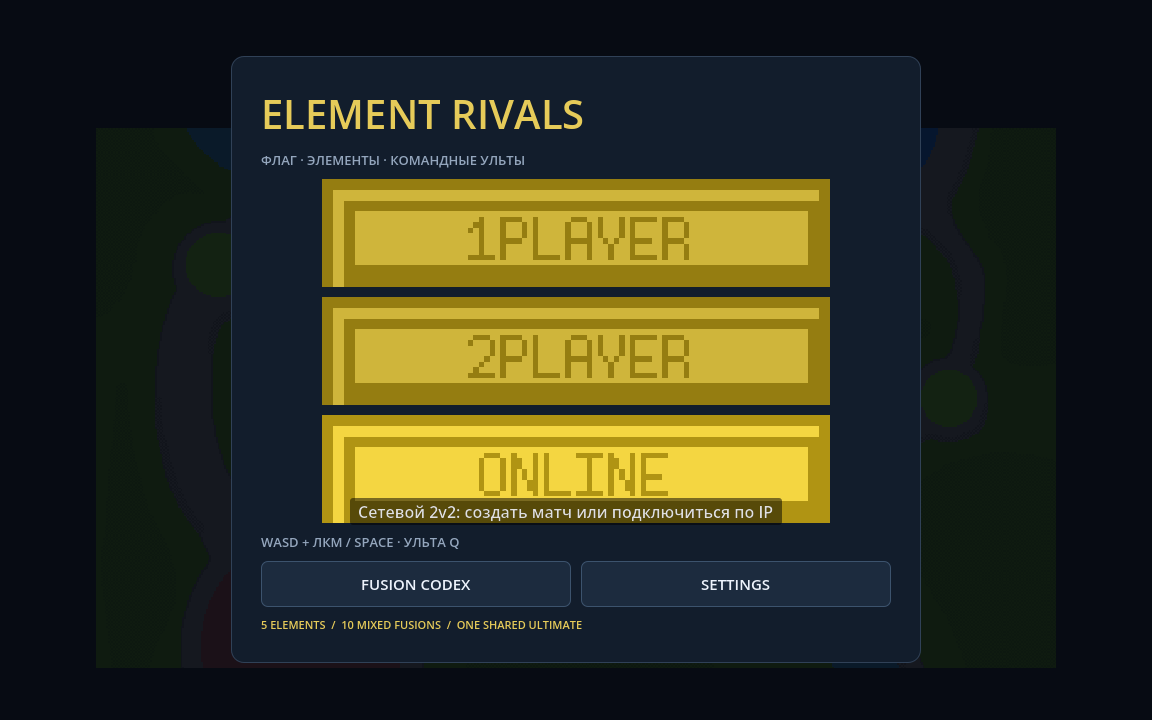 ELEMENT RIVALS
ФЛАГ · ЭЛЕМЕНТЫ · КОМАНДНЫЕ УЛЬТЫ
1PLAYER
2PLAYER
ONLINE
Сетевой 2v2: создать матч или подключиться по IP
WASD + ЛКМ / SPACE · УЛЬТА Q
FUSION CODEX
SETTINGS
5 ELEMENTS / 10 MIXED FUSIONS / ONE SHARED ULTIMATE